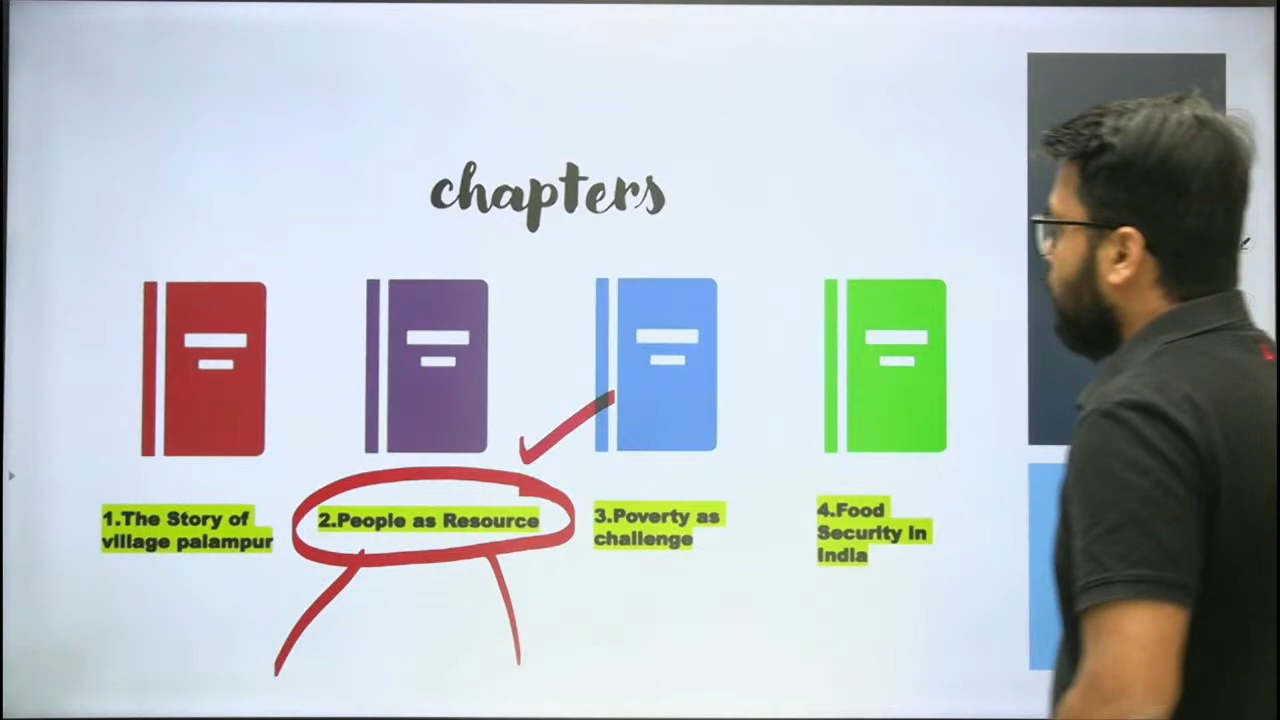 chapters
1.The Story of
village palampur
2.People as Resource
3.Poverty as
challenge
4.Food
Security in
India